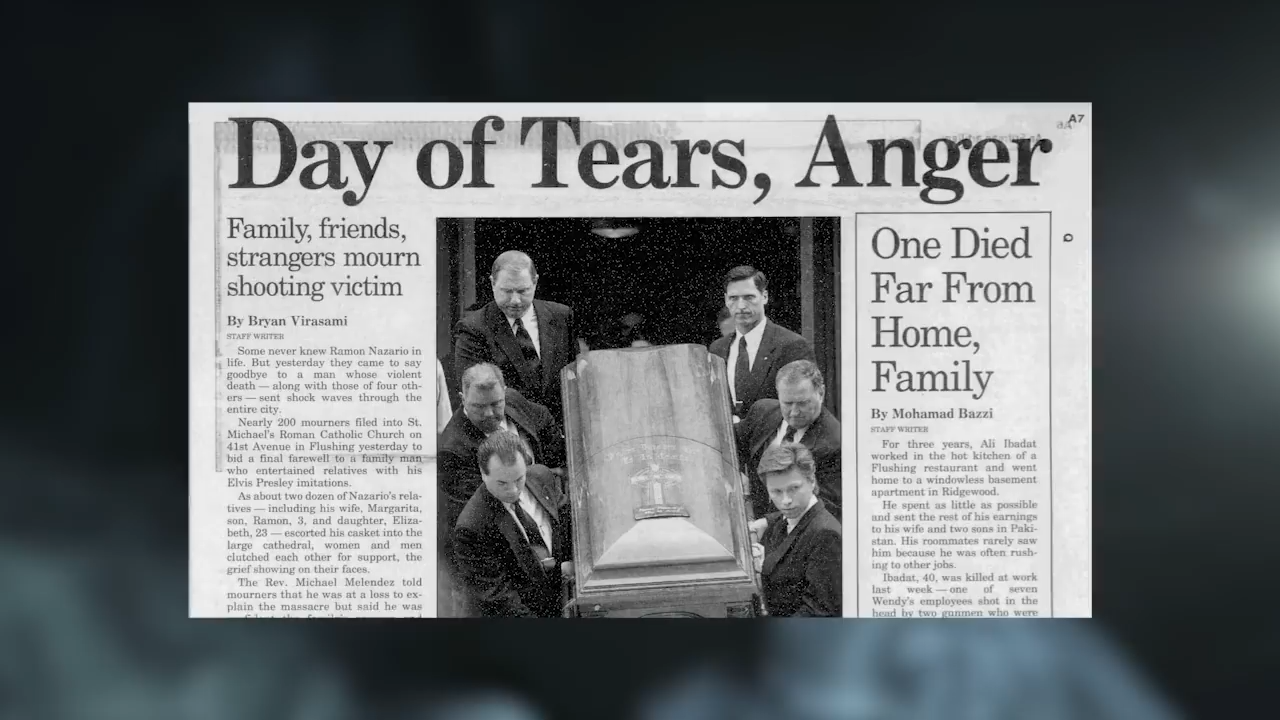 A7
Day of Tears, Anger
Family, friends,
strangers mourn
shooting victim
By Bryan Virasami
STAFF WRITER
Some never knew Ramon Nazario in
life. But yesterday they came to say
goodbye to a man whose violent
death — along with those of four oth-
ers — sent shock waves through the
entire city.
Nearly 200 mourners filed into St.
Michael's Roman Catholic Church on
41st Avenue in Flushing yesterday to
bid a final farewell to a family man
who entertained relatives with his
Elvis Presley imitations.
As about two dozen of Nazario's rela-
tives — including his wife, Margarita,
son, Ramon, 3, and daughter, Eliza-
beth, 23 — escorted his casket into the
large cathedral, women and men
clutched each other for support, the
grief showing on their faces.
The Rev. Michael Melendez told
mourners that he was at a loss to ex-
plain the massacre but said he was
One Died
Far From
Home,
Family
By Mohamad Bazzi
STAFF WRITER
For three years, Ali Ibadat
worked in the hot kitchen of a
Flushing restaurant and went
home to a windowless basement
apartment in Ridgewood.
He spent as little as possible
and sent the rest of his earnings
to his wife and two sons in Paki-
stan. His roommates rarely saw
him because he was often rush-
ing to other jobs.
Ibadat, 40, was killed at work
last week — one of seven
Wendy's employees shot in the
head by two gunmen who were